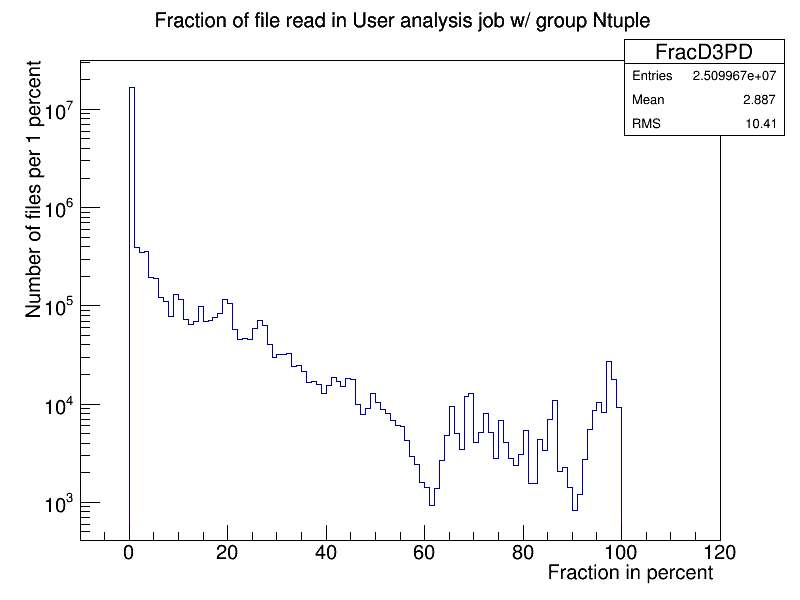 Fraction of file read in User analysis job w/ group Ntuple
FracD3PD
Entries 2.509967e+07
Mean 2.887
RMS 10.41
Number of files per 1 percent
10^7
10^6
10^5
10^4
10^3
0 20 40 60 80 100 120
Fraction in percent